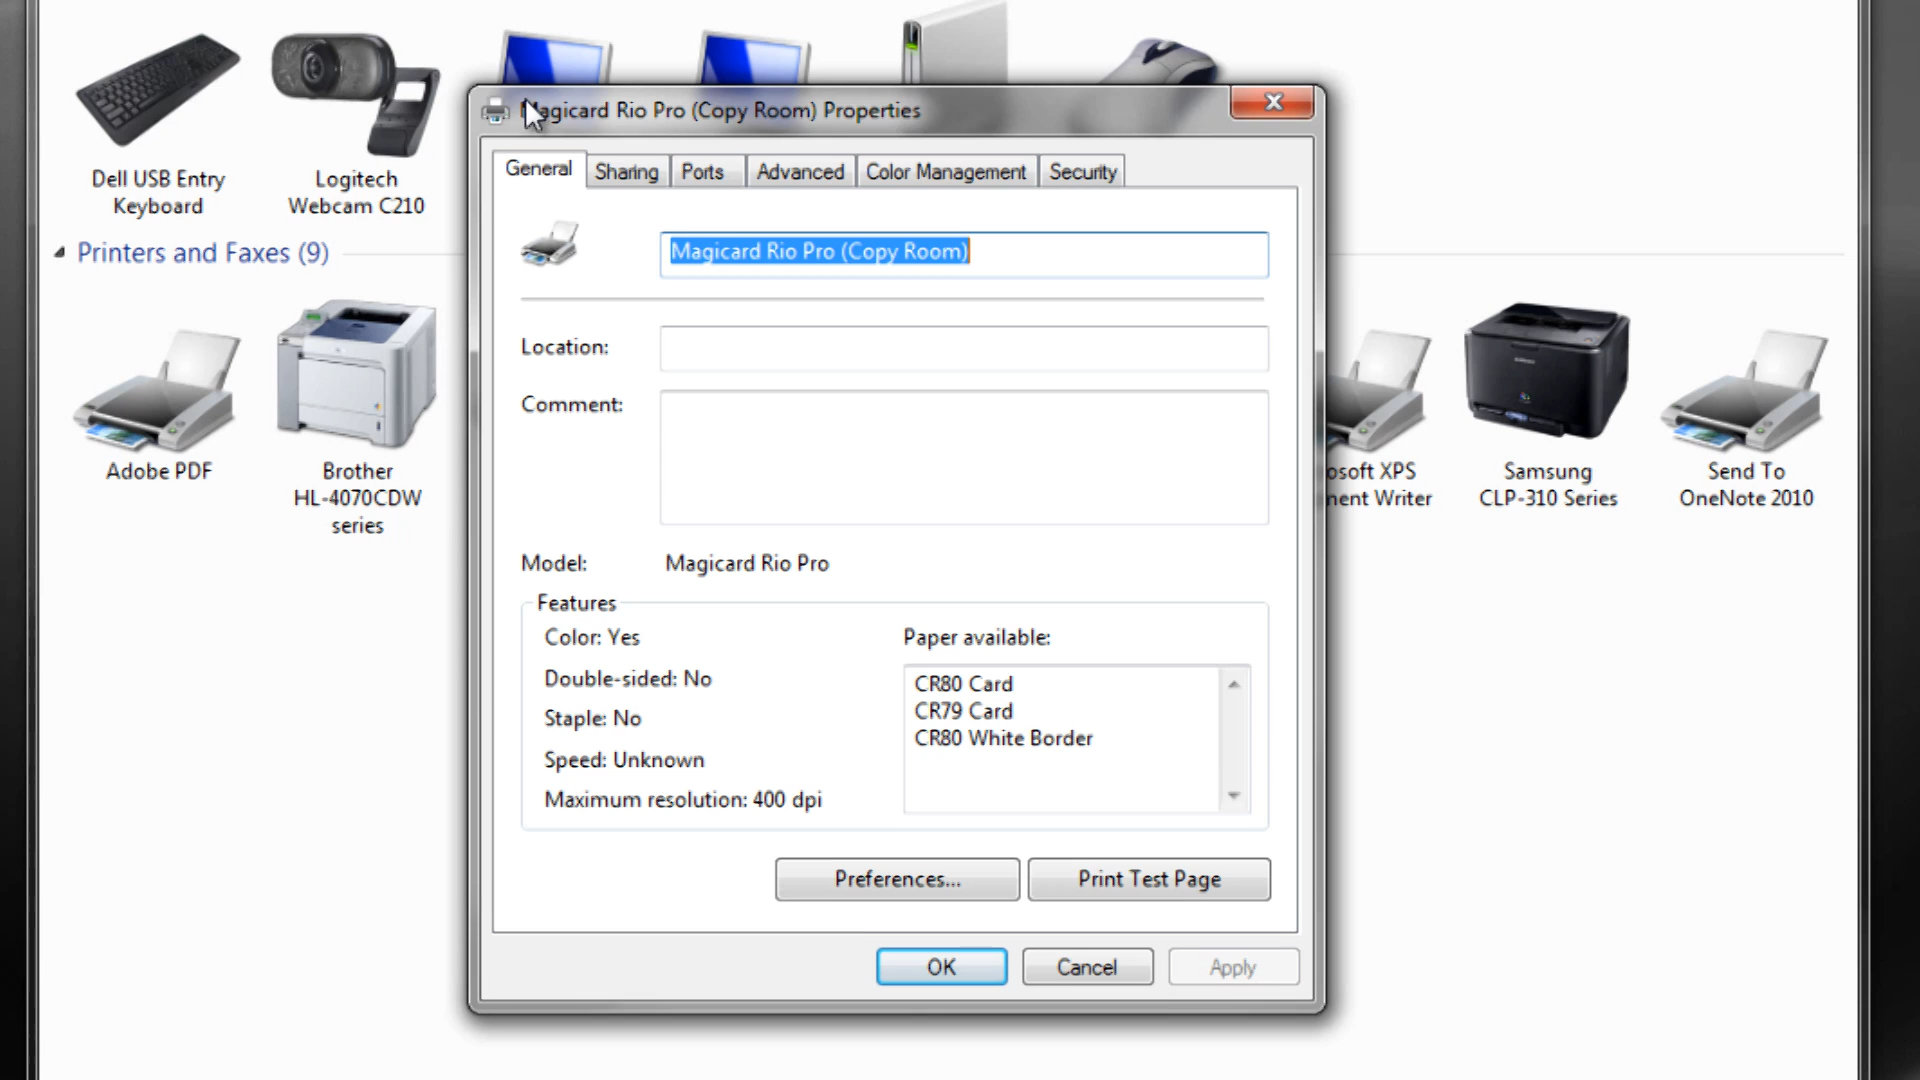 Dell USB Entry
Keyboard
Logitech
Webcam C210
Printers and Faxes (9)
Adobe PDF
Brother
HL-4070CDW
series
osoft XPS
nent Writer
Samsung
CLP-310 Series
Send To
OneNote 2010
Magicard Rio Pro (Copy Room) Properties
General
Sharing
Ports
Advanced
Color Management
Security
Magicard Rio Pro (Copy Room)
Location:
Comment:
Model: Magicard Rio Pro
Features
Color: Yes
Double-sided: No
Staple: No
Speed: Unknown
Maximum resolution: 400 dpi
Paper available:
CR80 Card
CR79 Card
CR80 White Border
Preferences...
Print Test Page
OK
Cancel
Apply